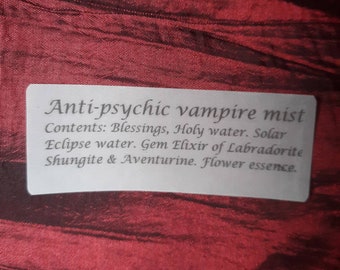 Anti-psychic vampire mist
Contents: Blessings, Holy water. Solar
Eclipse water. Gem Elixir of Labradorite
Shungite & Aventurine. Flower essence.